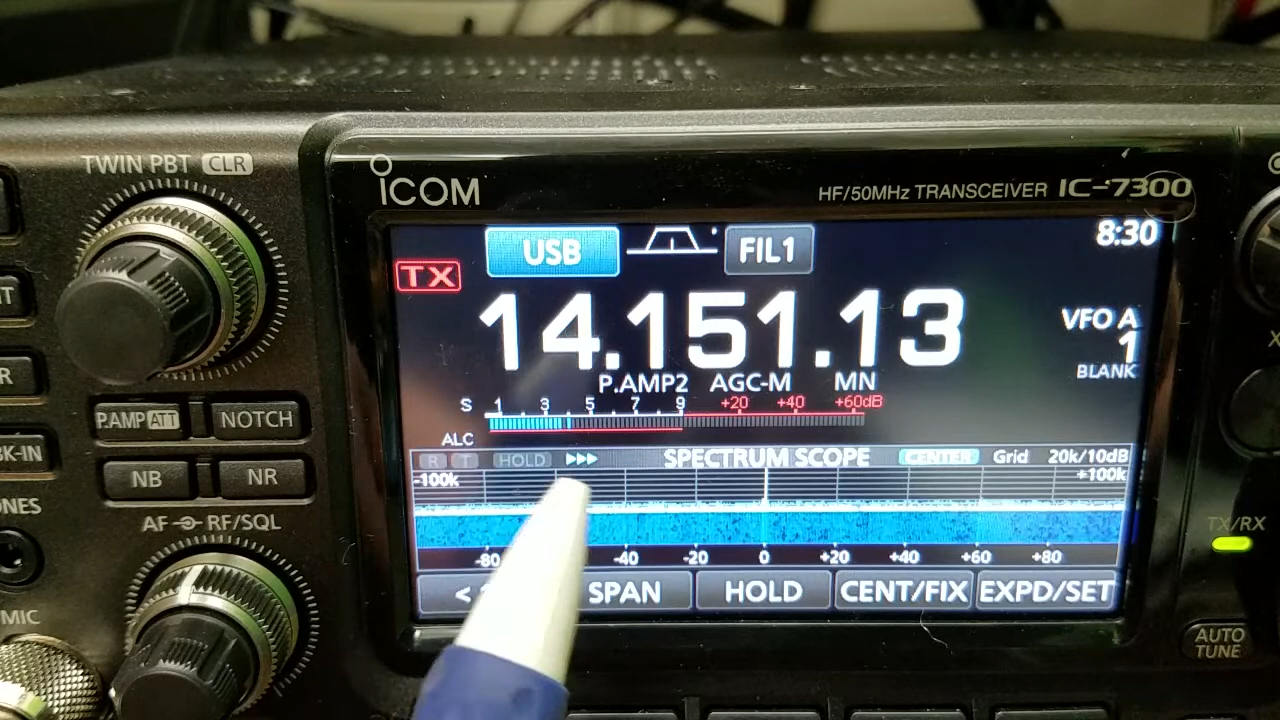 TWIN PBT CLR
ICOM
HF/50MHz TRANSCEIVER IC-7300
USB
FIL1
8:30
TX
14.151.13
VFO A
1
BLANK
P.AMP2 AGC-M MN
S 1 3 5 7 9 +20 +40 +60dB
ALC
R T HOLD SPECTRUM SCOPE CENTER Grid 20k/10dB
-100k +100k
-80 -40 -20 0 +20 +40 +60 +80
< SPAN HOLD CENT/FIX EXPD/SET
P.AMP ATT
NOTCH
NB
NR
AF RF/SQL
MIC
TX/RX
AUTO
TUNE